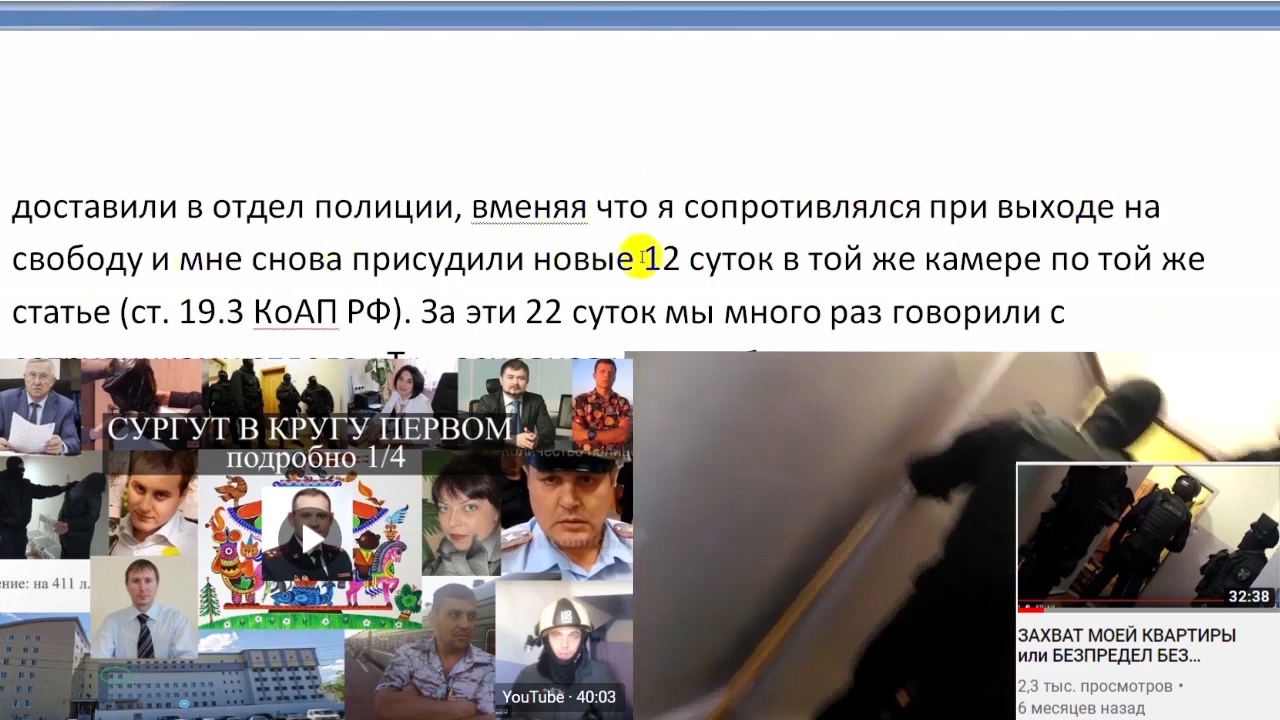 доставили в отдел полиции, вменяя что я сопротивлялся при выходе на
свободу и мне снова присудили новые 12 суток в той же камере по той же
статье (ст. 19.3 КоАП РФ). За эти 22 суток мы много раз говорили с
СУРГУТ В КРУГУ ПЕРВОМ
подробно 1/4
ние: на 411 л.
YouTube · 40:03
32:38
ЗАХВАТ МОЕЙ КВАРТИРЫ
или БЕЗПРЕДЕЛ БЕЗ...
2,3 тыс. просмотров •
6 месяцев назад